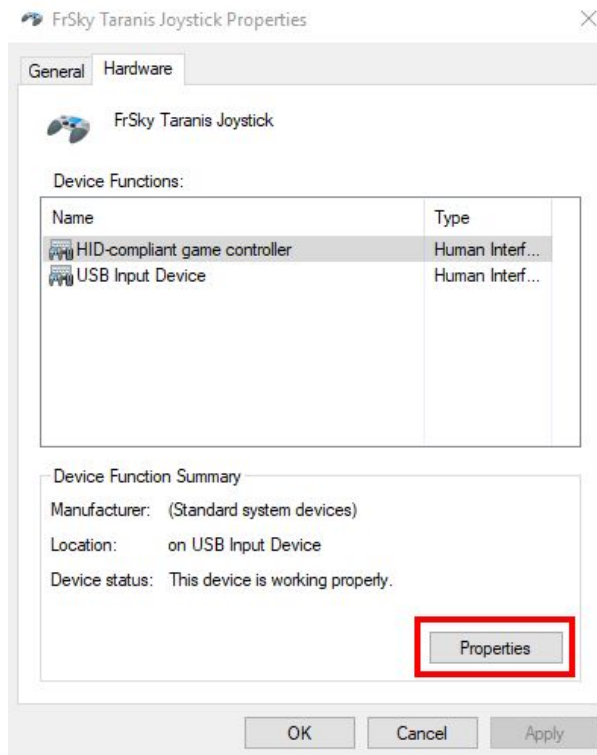 FrSky Taranis Joystick Properties
General Hardware
FrSky Taranis Joystick
Device Functions:
Name Type
HID-compliant game controller Human Interf...
USB Input Device Human Interf...
Device Function Summary
Manufacturer: (Standard system devices)
Location: on USB Input Device
Device status: This device is working properly.
Properties
OK Cancel Apply